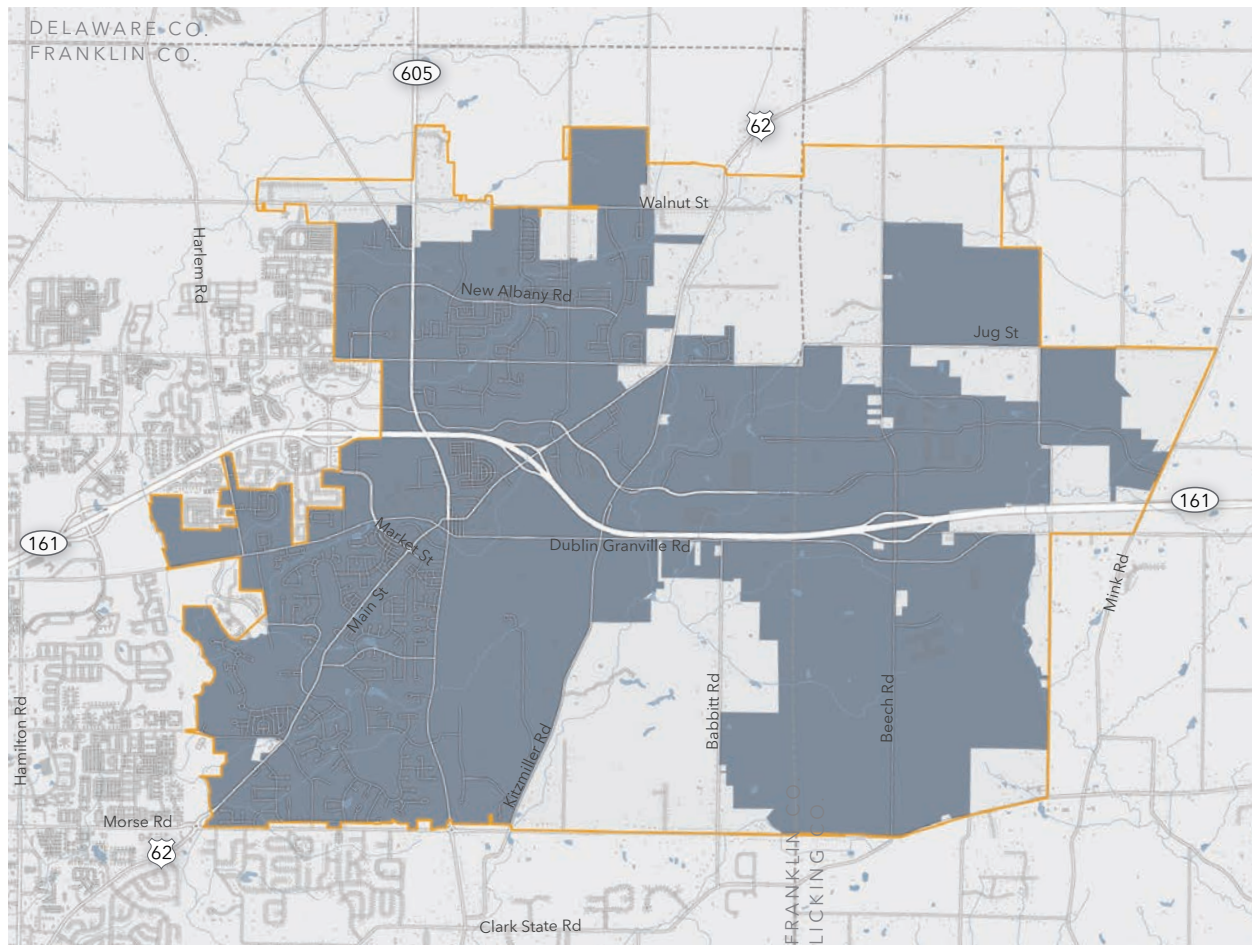 DELAWARE CO.
FRANKLIN CO.
605
62
Walnut St
Harlem Rd
New Albany Rd
Jug St
161
161
Market St
Dublin Granville Rd
Main St
Mink Rd
Hamilton Rd
Babbitt Rd
Beech Rd
Kitzmiller Rd
Morse Rd
62
FRANKLIN CO.
LICKING CO.
Clark State Rd